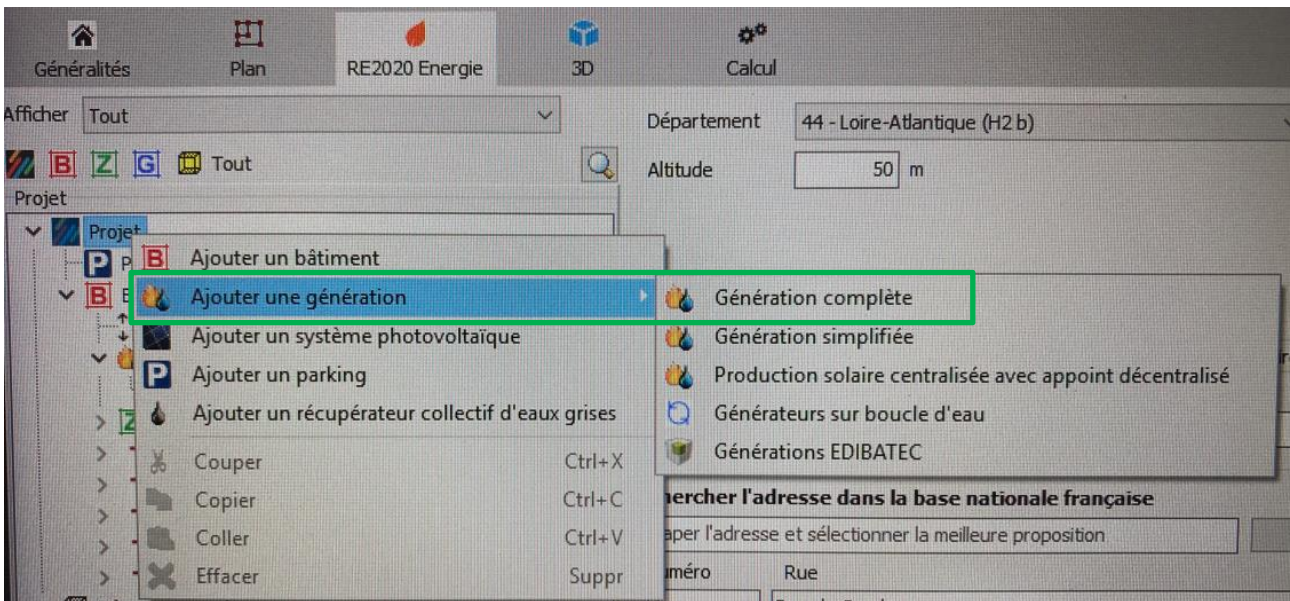 Généralités Plan RE2020 Energie 3D Calcul
Afficher Tout
Département 44 - Loire-Atlantique (H2 b)
B Z G Tout
Altitude 50 m
Projet
Projet
P P
B Ajouter un bâtiment
B Ajouter une génération
Génération complète
Ajouter un système photovoltaïque
Génération simplifiée
P Ajouter un parking
Production solaire centralisée avec appoint décentralisé
Z Ajouter un récupérateur collectif d'eaux grises
Générateurs sur boucle d'eau
Générations EDIBATEC
Couper Ctrl+X
Copier Ctrl+C
Coller Ctrl+V
Effacer Suppr
hercher l'adresse dans la base nationale française
aper l'adresse et sélectionner la meilleure proposition
uméro Rue